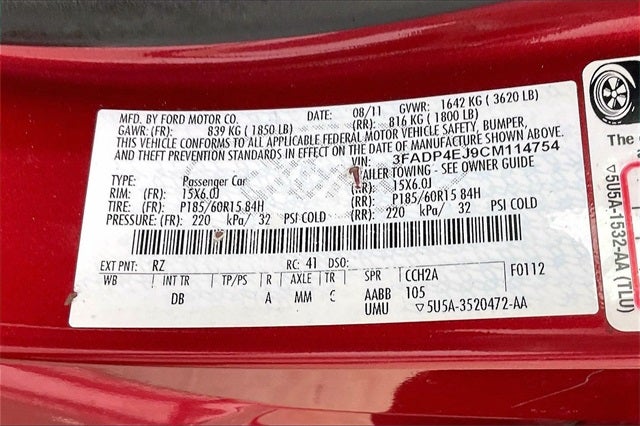 MFD. BY FORD MOTOR CO. DATE: 08/11 GVWR: 1642 KG ( 3620 LB)
GAWR: (FR): 839 KG ( 1850 LB) (RR): 816 KG ( 1800 LB)
THIS VEHICLE CONFORMS TO ALL APPLICABLE FEDERAL MOTOR VEHICLE SAFETY, BUMPER,
AND THEFT PREVENTION STANDARDS IN EFFECT ON THE DATE OF MANUFACTURE SHOWN ABOVE.
VIN: 3FADP4EJ9CM114754
TYPE: Passenger Car TRAILER TOWING - SEE OWNER GUIDE
RIM: (FR): 15X6.0J (RR): 15X6.0J
TIRE: (FR): P185/60R15 84H (RR): P185/60R15 84H
PRESSURE: (FR): 220 kPa/ 32 PSI COLD (RR): 220 kPa/ 32 PSI COLD
EXT PNT: RZ RC: 41 DSO: F0112
WB INT TR TP/PS R AXLE TR SPR CCH2A
DB A MM C AABB 105
UMU ▽5U5A-3520472-AA
The
▽5U5A-1532-AA (TLU)